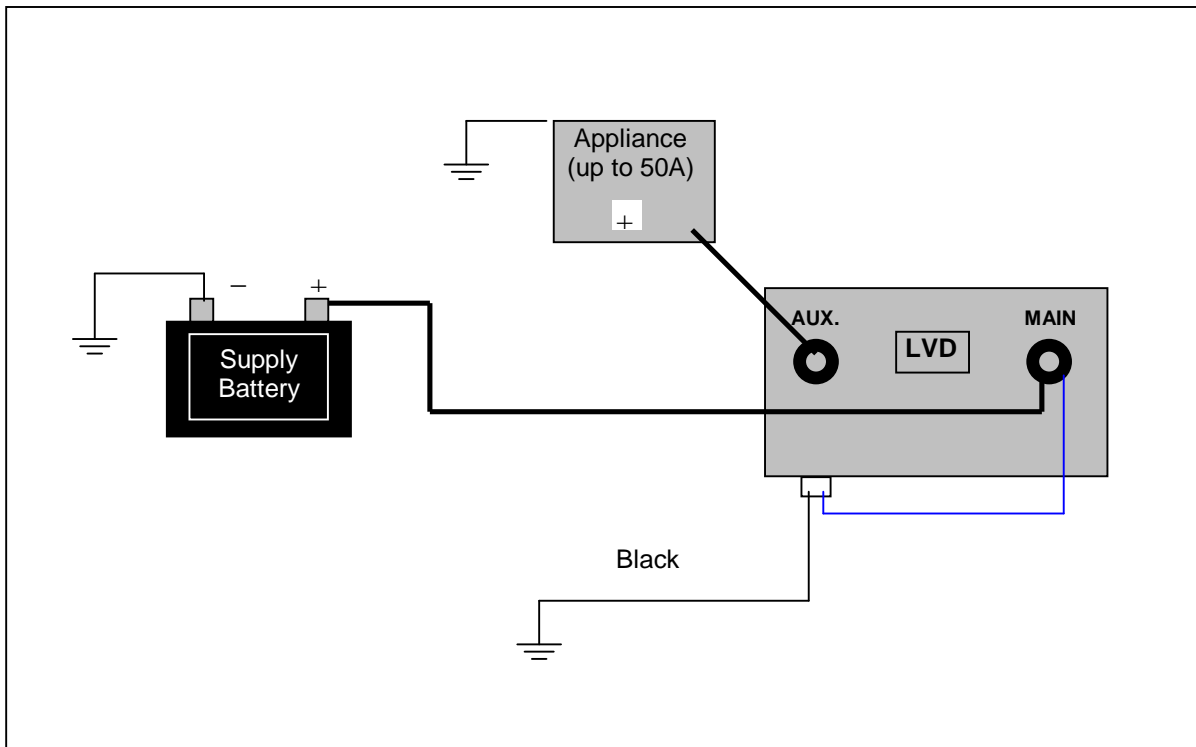 Appliance
(up to 50A)
+
− +
Supply
Battery
AUX.
LVD
MAIN
Black